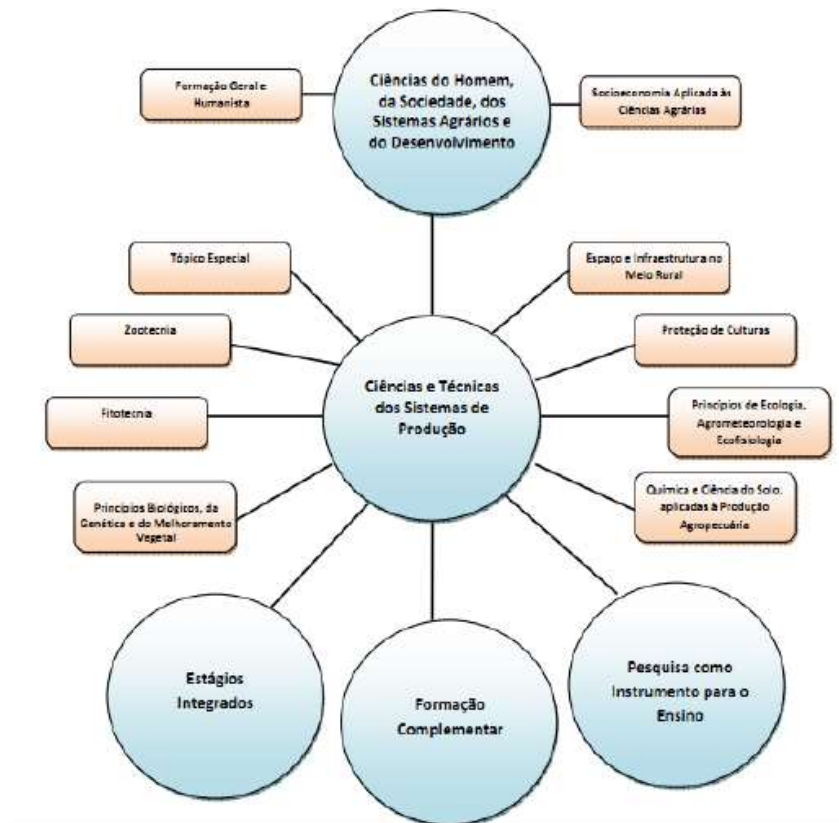 Ciências do Homem,
da Sociedade, dos
Sistemas Agrários e
do Desenvolvimento
Formação Geral e
Humanista
Socioeconomia Aplicada às
Ciências Agrárias
Tópico Especial
Espaço e Infraestrutura no
Meio Rural
Zootecnia
Proteção de Culturas
Ciências e Técnicas
dos Sistemas de
Produção
Fitotecnia
Princípios de Ecologia,
Agrometeorologia e
Ecofisiologia
Princípios Biológicos, da
Genética e do Melhoramento
Vegetal
Química e Ciência do Solo,
aplicadas à Produção
Agropecuária
Estágios
Integrados
Formação
Complementar
Pesquisa como
Instrumento para o
Ensino